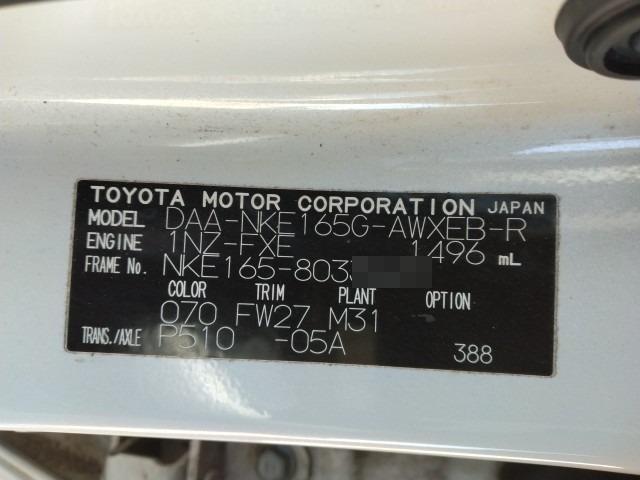 TOYOTA MOTOR CORPORATION JAPAN
MODEL DAA-NKE165G-AWXEB-R
ENGINE 1NZ-FXE 1496 mL
FRAME No. NKE165-803
COLOR TRIM PLANT OPTION
070 FW27 M31
TRANS./AXLE P510 -05A 388